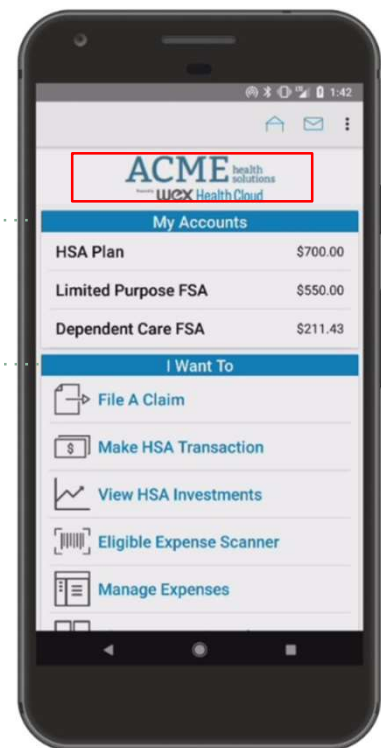 1:42
ACME health solutions
WEX Health Cloud
My Accounts
HSA Plan $700.00
Limited Purpose FSA $550.00
Dependent Care FSA $211.43
I Want To
File A Claim
Make HSA Transaction
View HSA Investments
Eligible Expense Scanner
Manage Expenses